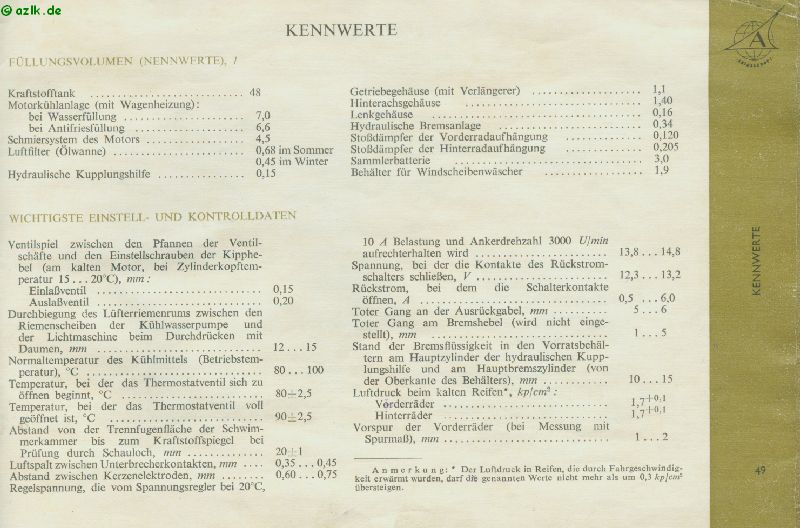 © azlk.de
KENNWERTE
FÜLLUNGSVOLUMEN (NENNWERTE), l
Kraftstofftank ........................ 48
Motorkühlanlage (mit Wagenheizung):
bei Wasserfüllung .................... 7,0
bei Antifriesfüllung .................. 6,6
Schmiersystem des Motors ............ 4,5
Luftfilter (Ölwanne) .................... 0,68 im Sommer
0,45 im Winter
Hydraulische Kupplungshilfe ............ 0,15
Getriebegehäuse (mit Verlängerer) .................... 1,1
Hinterachsgehäuse .................... 1,40
Lenkgehäuse .................... 0,16
Hydraulische Bremsanlage .................... 0,34
Stoßdämpfer der Vorderradaufhängung ............ 0,120
Stoßdämpfer der Hinterradaufhängung ............ 0,205
Sammlerbatterie .................... 3,0
Behälter für Windscheibenwäscher ................ 1,9
WICHTIGSTE EINSTELL- UND KONTROLLDATEN
Ventilspiel zwischen den Pfannen der Ventil-
schäfte und den Einstellschrauben der Kipphe-
bel (am kalten Motor, bei Zylinderkopftem-
peratur 15...20°C), mm:
Einlaßventil .................... 0,15
Auslaßventil .................... 0,20
Durchbiegung des Lüfterriemenrums zwischen den
Riemenscheiben der Kühlwasserpumpe und
der Lichtmaschine beim Durchdrücken mit
Daumen, mm .................... 12...15
Normaltemperatur des Kühlmittels (Betriebstem-
peratur), °C .................... 80...100
Temperatur, bei der das Thermostatventil sich zu
öffnen beginnt, °C .................... 80±2,5
Temperatur, bei der das Thermostatventil voll
geöffnet ist, °C .................... 90±2,5
Abstand von der Trennfugenfläche der Schwim-
merkammer bis zum Kraftstoffspiegel bei
Prüfung durch Schauloch, mm ............ 20±1
Luftspalt zwischen Unterbrecherkontakten, mm .... 0,35...0,45
Abstand zwischen Kerzenelektroden, mm ........ 0,60...0,75
Regelspannung, die vom Spannungsregler bei 20°C,
10 A Belastung und Ankerdrehzahl 3000 U/min
aufrechterhalten wird .................... 13,8...14,8
Spannung, bei der die Kontakte des Rückstrom-
schalters schließen, V .................... 12,3...13,2
Rückstrom, bei dem die Schalterkontakte
öffnen, A .................... 0,5 ...6,0
Toter Gang an der Ausrückgabel, mm ............ 5...6
Toter Gang am Bremshebel (wird nicht einge-
stellt), mm .................... 1...5
Stand der Bremsflüssigkeit in den Vorratsbehäl-
tern am Hauptzylinder der hydraulischen Kupp-
lungshilfe und am Hauptbremszylinder (von
der Oberkante des Behälters), mm ............ 10...15
Luftdruck beim kalten Reifen*, kp/cm²:
Vorderräder .................... 1,7+0,1
Hinterräder .................... 1,7+0,1
Vorspur der Vorderräder (bei Messung mit
Spurmaß), mm .................... 1...2
Anmerkung: * Der Luftdruck in Reifen, die durch Fahrgeschwindig-
keit erwärmt wurden, darf die genannten Werte nicht mehr als um 0,3 kp/cm²
übersteigen.
A
KENNWERTE
49